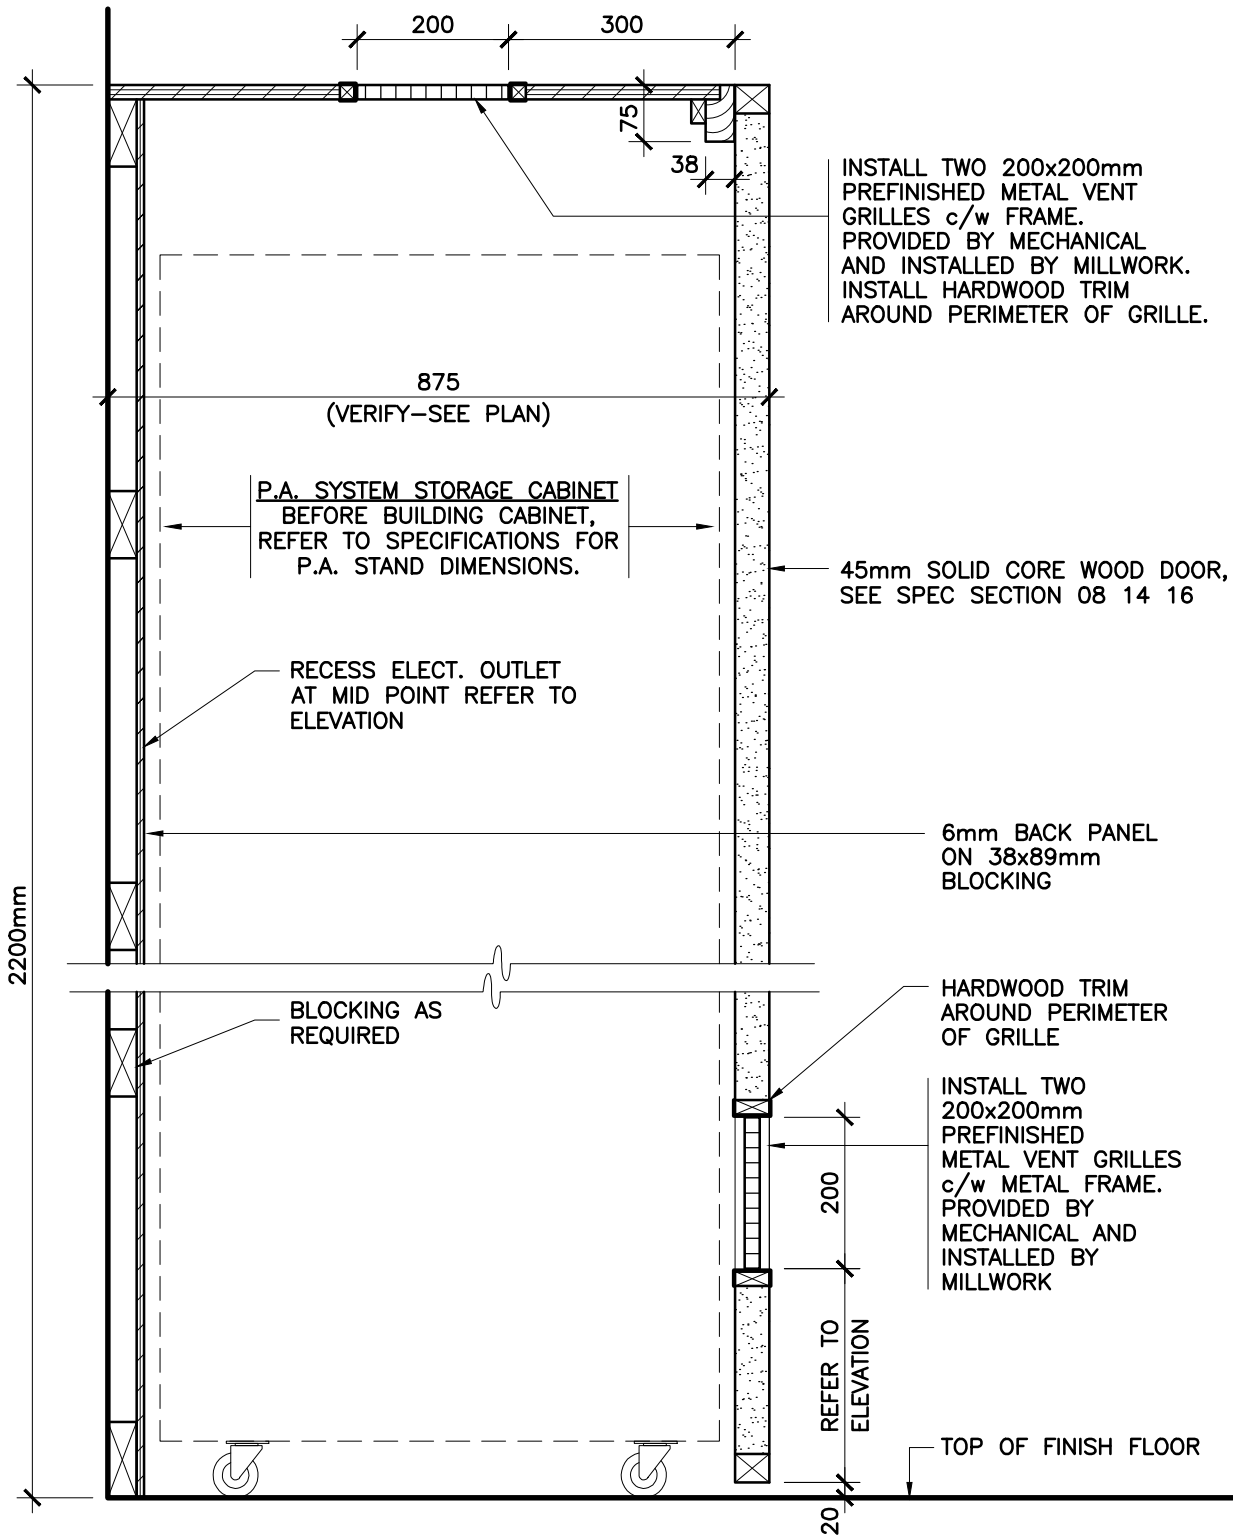 200
300
75
38
INSTALL TWO 200x200mm
PREFINISHED METAL VENT
GRILLES c/w FRAME.
PROVIDED BY MECHANICAL
AND INSTALLED BY MILLWORK.
INSTALL HARDWOOD TRIM
AROUND PERIMETER OF GRILLE.
875
(VERIFY-SEE PLAN)
P.A. SYSTEM STORAGE CABINET
BEFORE BUILDING CABINET,
REFER TO SPECIFICATIONS FOR
P.A. STAND DIMENSIONS.
45mm SOLID CORE WOOD DOOR,
SEE SPEC SECTION 08 14 16
RECESS ELECT. OUTLET
AT MID POINT REFER TO
ELEVATION
6mm BACK PANEL
ON 38x89mm
BLOCKING
2200mm
BLOCKING AS
REQUIRED
HARDWOOD TRIM
AROUND PERIMETER
OF GRILLE
INSTALL TWO
200x200mm
PREFINISHED
METAL VENT GRILLES
c/w METAL FRAME.
PROVIDED BY
MECHANICAL AND
INSTALLED BY
MILLWORK
200
REFER TO
ELEVATION
TOP OF FINISH FLOOR
20